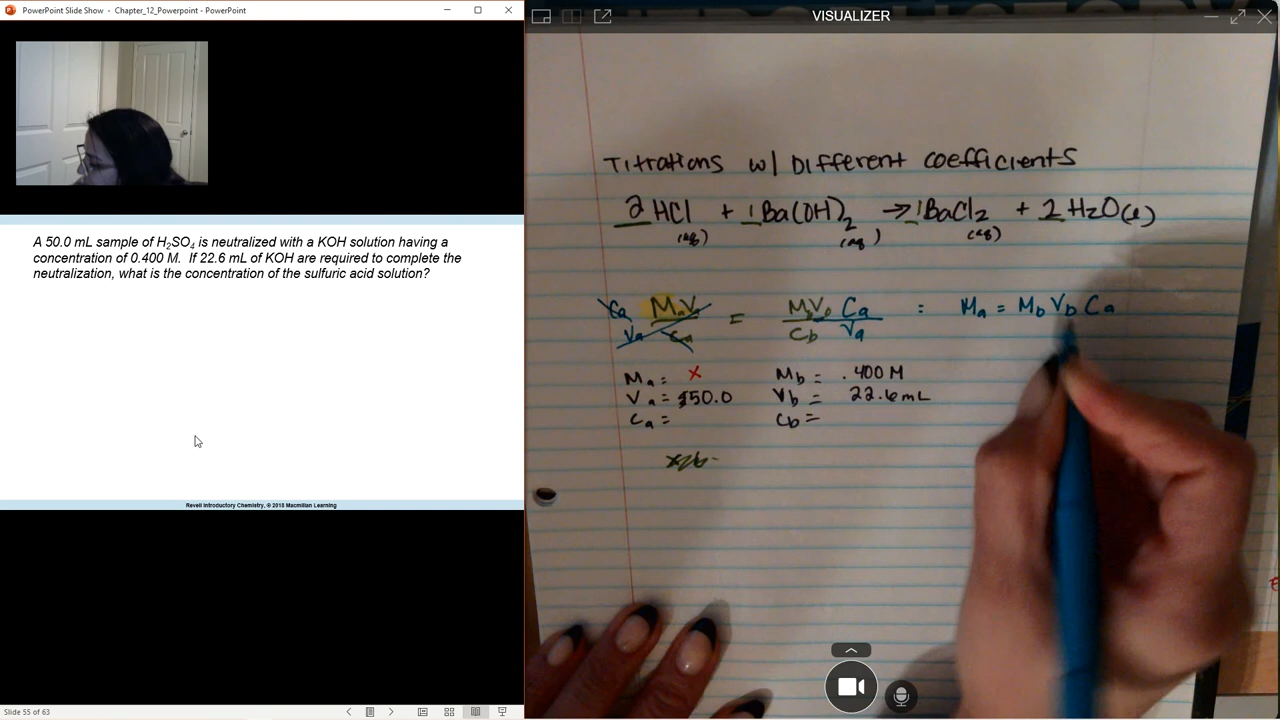 PowerPoint Slide Show - Chapter_12_Powerpoint - PowerPoint
A 50.0 mL sample of H₂SO₄ is neutralized with a KOH solution having a
concentration of 0.400 M. If 22.6 mL of KOH are required to complete the
neutralization, what is the concentration of the sulfuric acid solution?
Revell Introductory Chemistry, © 2018 Macmillan Learning
Slide 55 of 63
VISUALIZER
Titrations w/ Different coefficients
2 HCl + 1 Ba(OH)₂ → 1 BaCl₂ + 2 H₂O(l)
(aq) (aq) (aq)
Ca MaVa = MbVb Ca : Ma = Mb Vb Ca
Va Ca Cb Va
Ma = x Mb = .400 M
Va = 50.0 Vb = 22.6 mL
Ca = Cb =